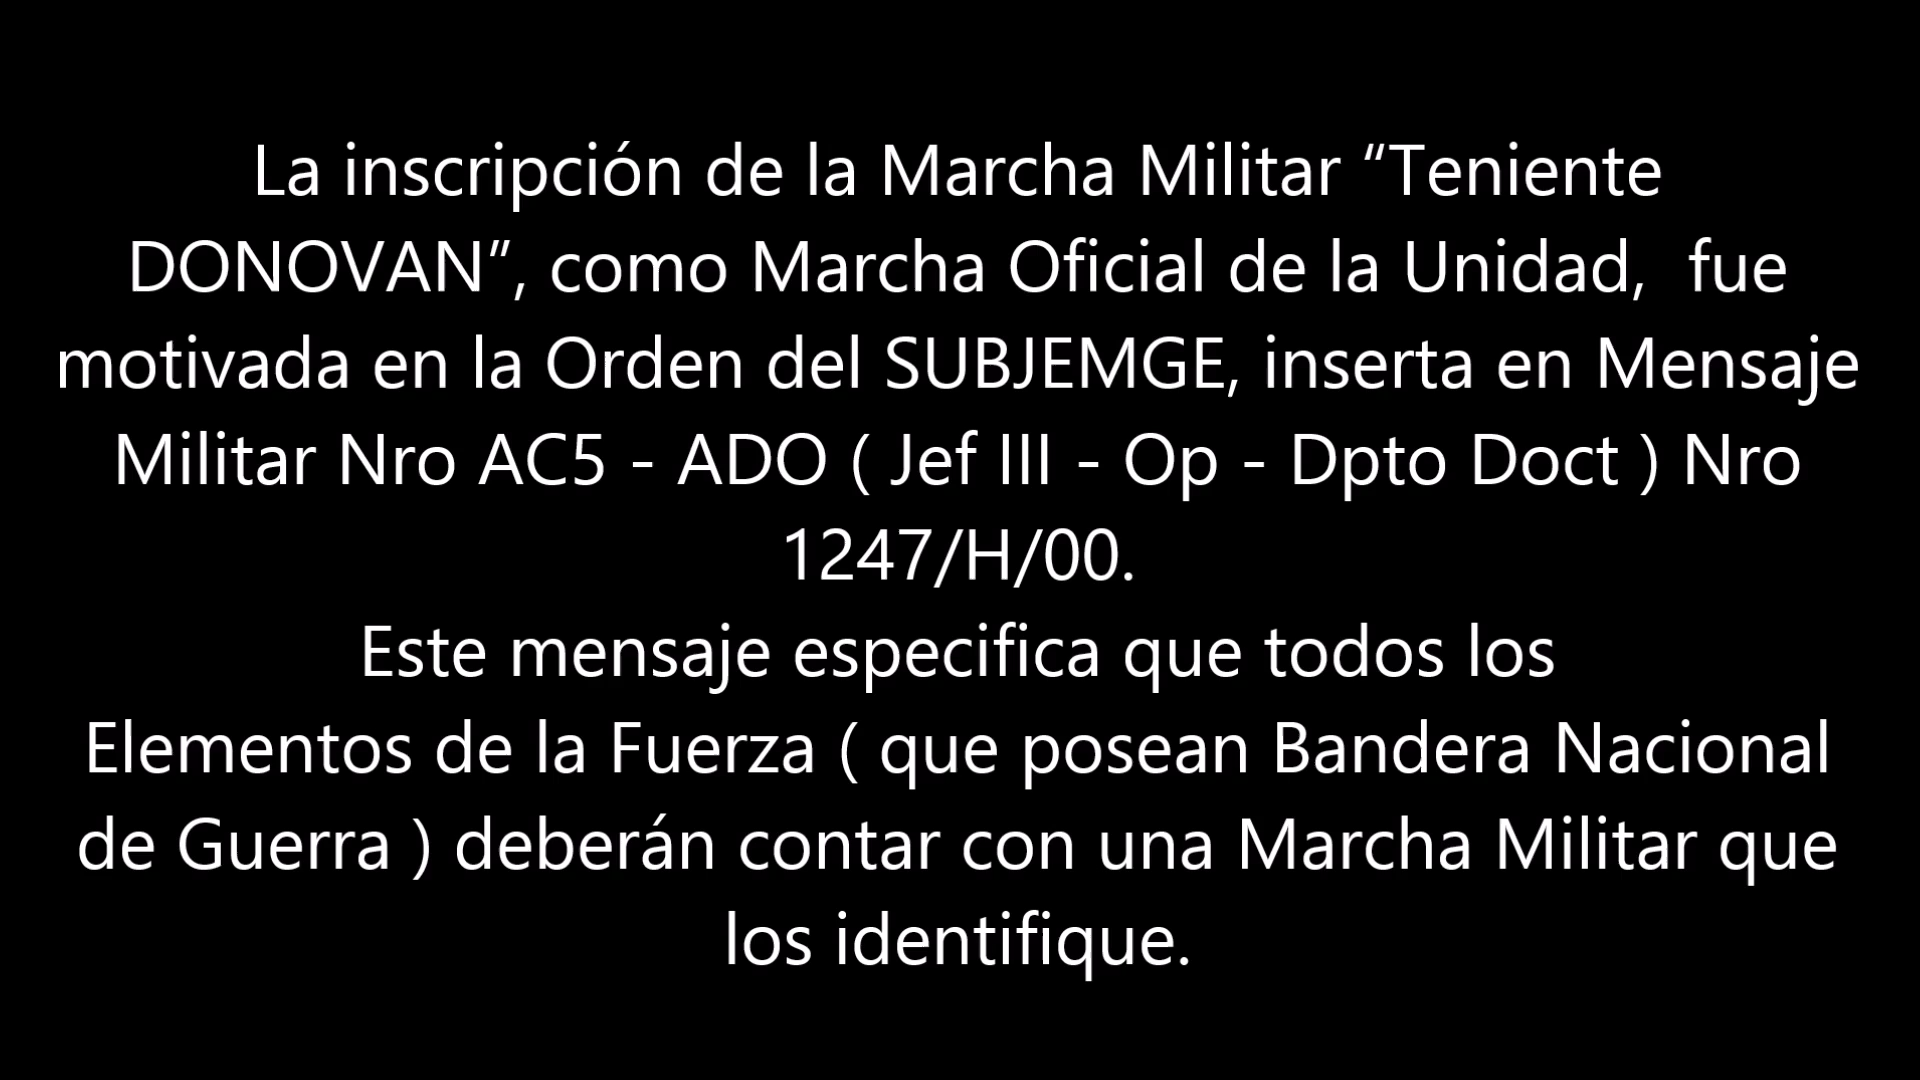 La inscripción de la Marcha Militar “Teniente
DONOVAN”, como Marcha Oficial de la Unidad,  fue
motivada en la Orden del SUBJEMGE, inserta en Mensaje
Militar Nro AC5 - ADO ( Jef III - Op - Dpto Doct ) Nro
1247/H/00.
Este mensaje especifica que todos los
Elementos de la Fuerza ( que posean Bandera Nacional
de Guerra ) deberán contar con una Marcha Militar que
los identifique.